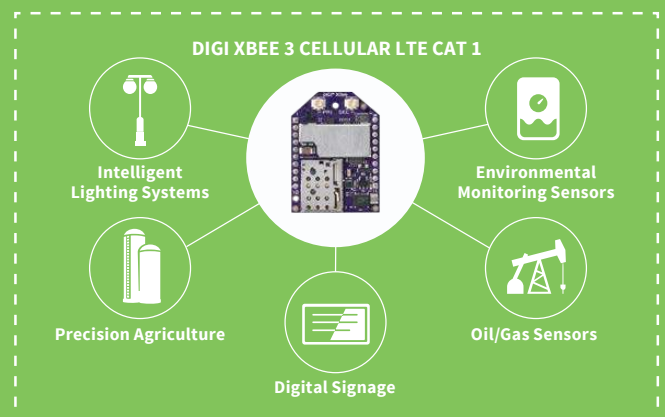 DIGI XBEE 3 CELLULAR LTE CAT 1
Intelligent
Lighting Systems
Environmental
Monitoring Sensors
Precision Agriculture
Oil/Gas Sensors
Digital Signage